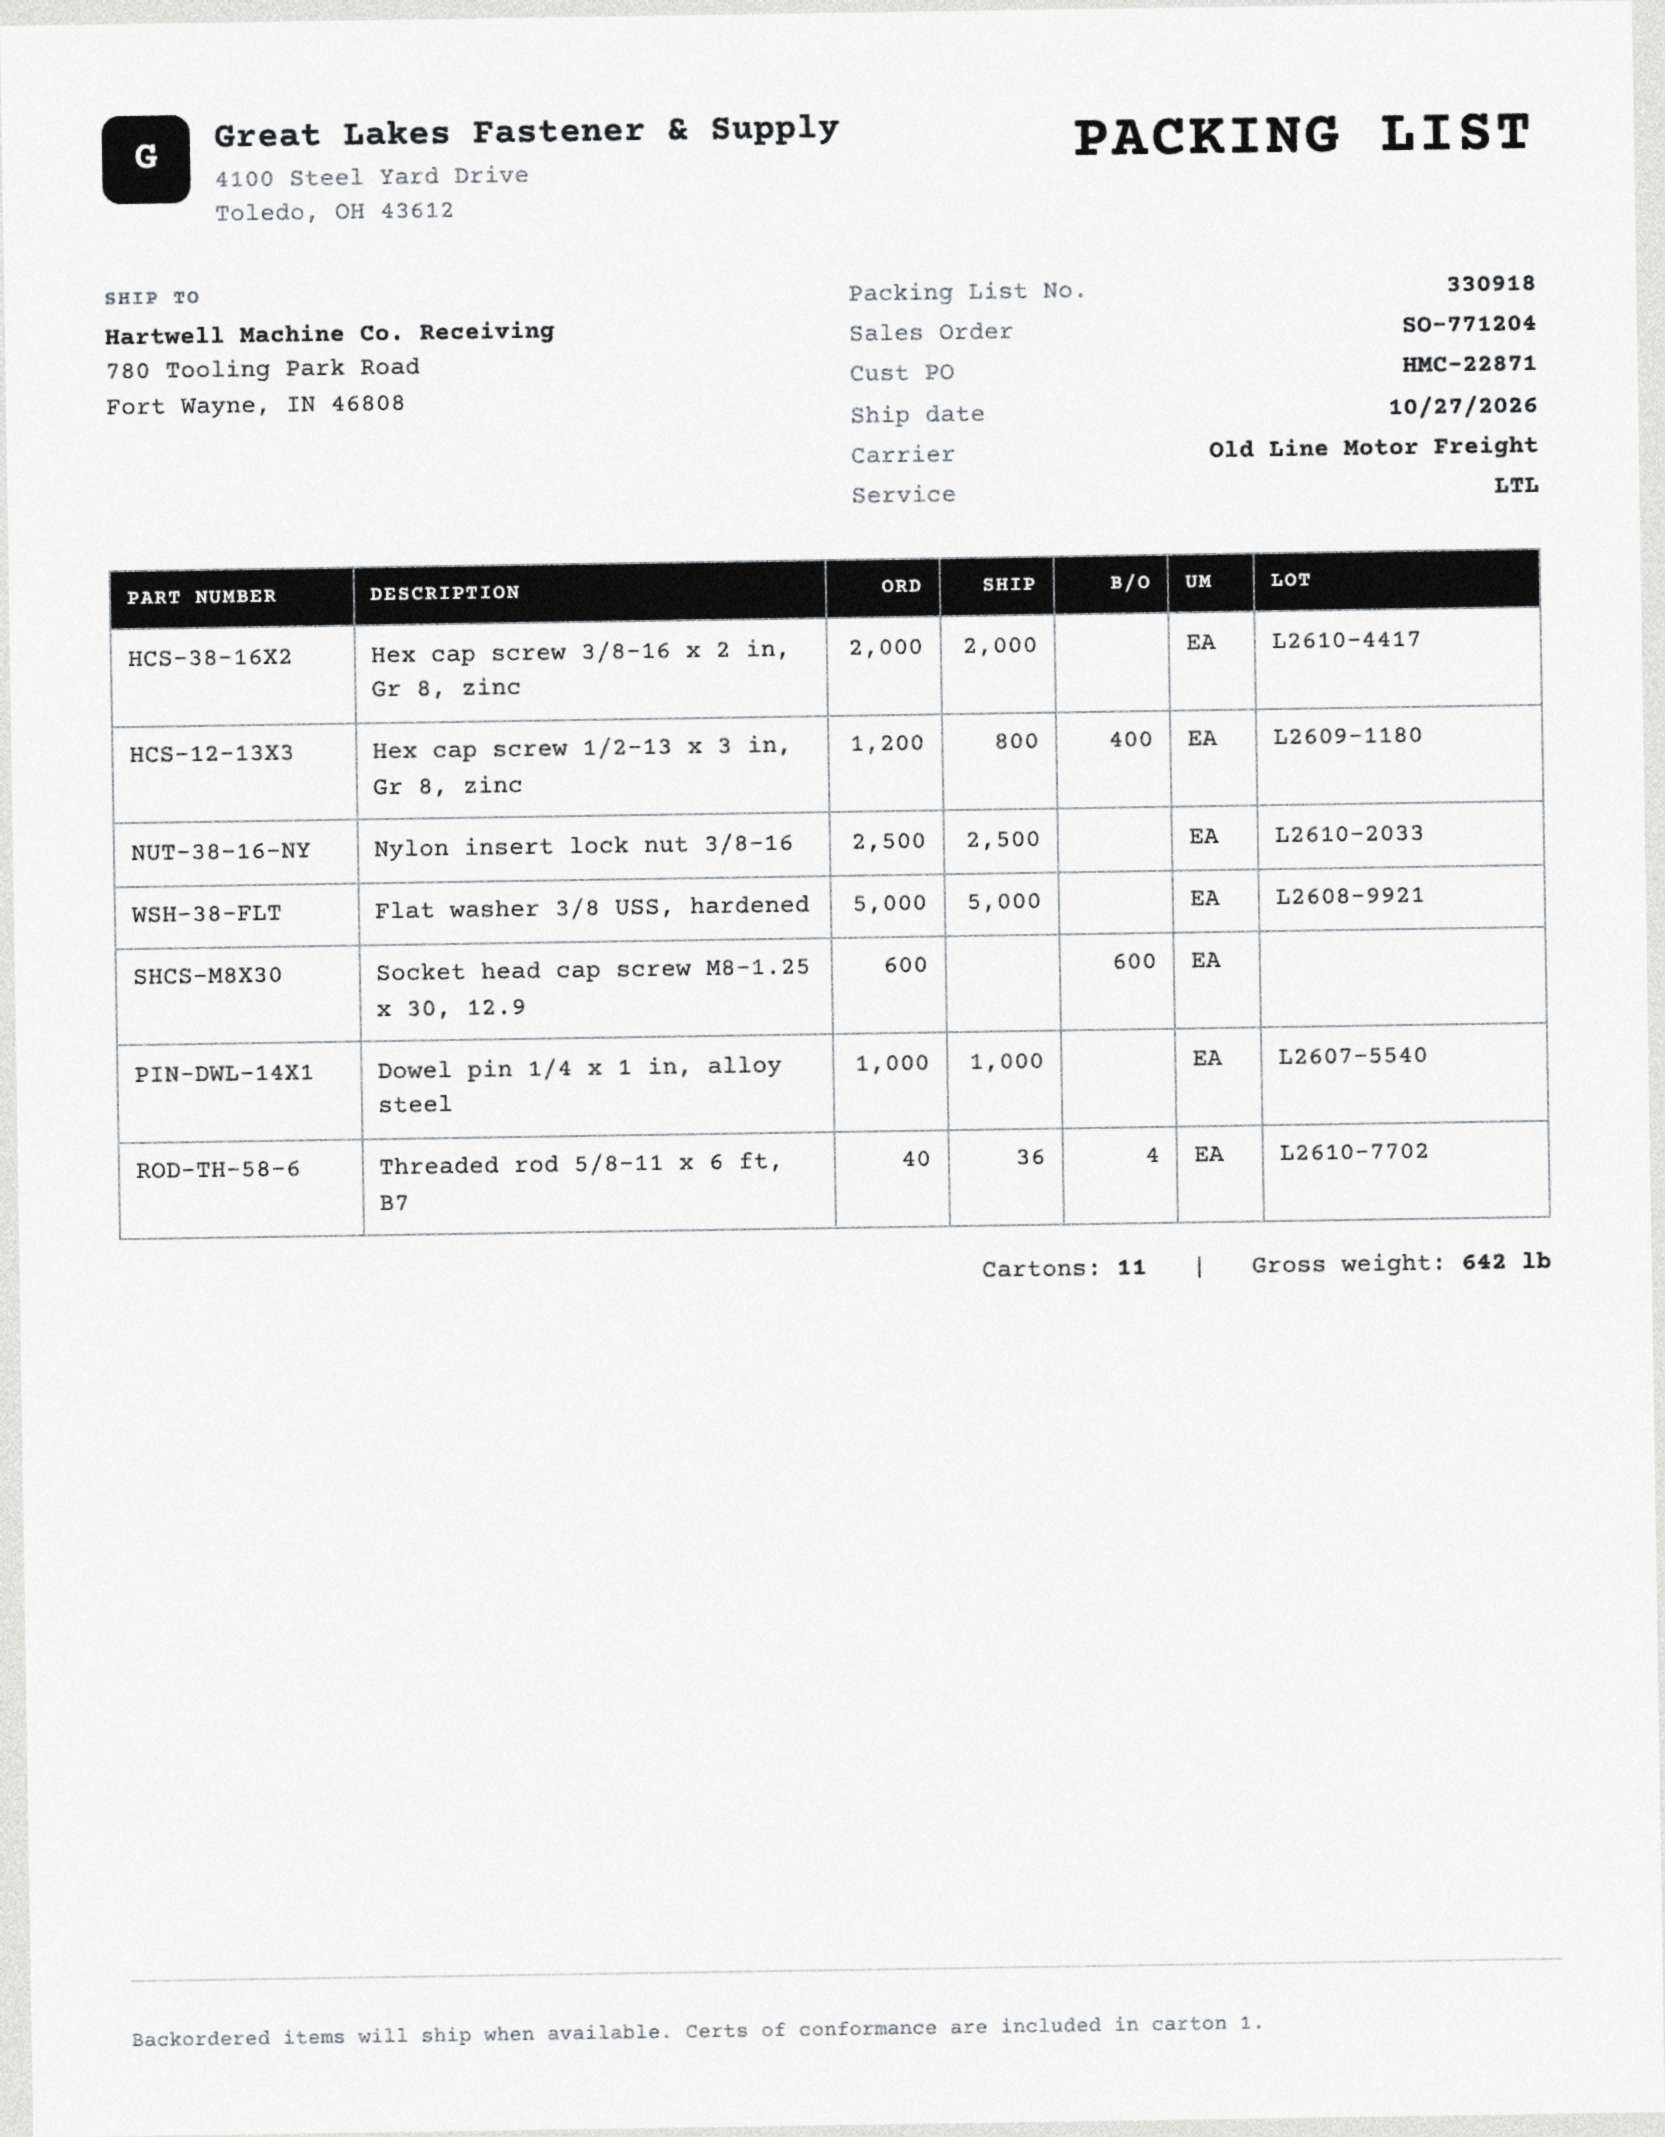 G
Great Lakes Fastener & Supply
4100 Steel Yard Drive
Toledo, OH 43612
PACKING LIST
SHIP TO
Hartwell Machine Co. Receiving
780 Tooling Park Road
Fort Wayne, IN 46808
Packing List No. 330918
Sales Order SO-771204
Cust PO HMC-22871
Ship date 10/27/2026
Carrier Old Line Motor Freight
Service LTL
PART NUMBER DESCRIPTION ORD SHIP B/O UM LOT
HCS-38-16X2 Hex cap screw 3/8-16 x 2 in, 2,000 2,000 EA L2610-4417
Gr 8, zinc
HCS-12-13X3 Hex cap screw 1/2-13 x 3 in, 1,200 800 400 EA L2609-1180
Gr 8, zinc
NUT-38-16-NY Nylon insert lock nut 3/8-16 2,500 2,500 EA L2610-2033
WSH-38-FLT Flat washer 3/8 USS, hardened 5,000 5,000 EA L2608-9921
SHCS-M8X30 Socket head cap screw M8-1.25 600 600 EA
x 30, 12.9
PIN-DWL-14X1 Dowel pin 1/4 x 1 in, alloy 1,000 1,000 EA L2607-5540
steel
ROD-TH-58-6 Threaded rod 5/8-11 x 6 ft, 40 36 4 EA L2610-7702
B7
Cartons: 11 | Gross weight: 642 lb
Backordered items will ship when available. Certs of conformance are included in carton 1.